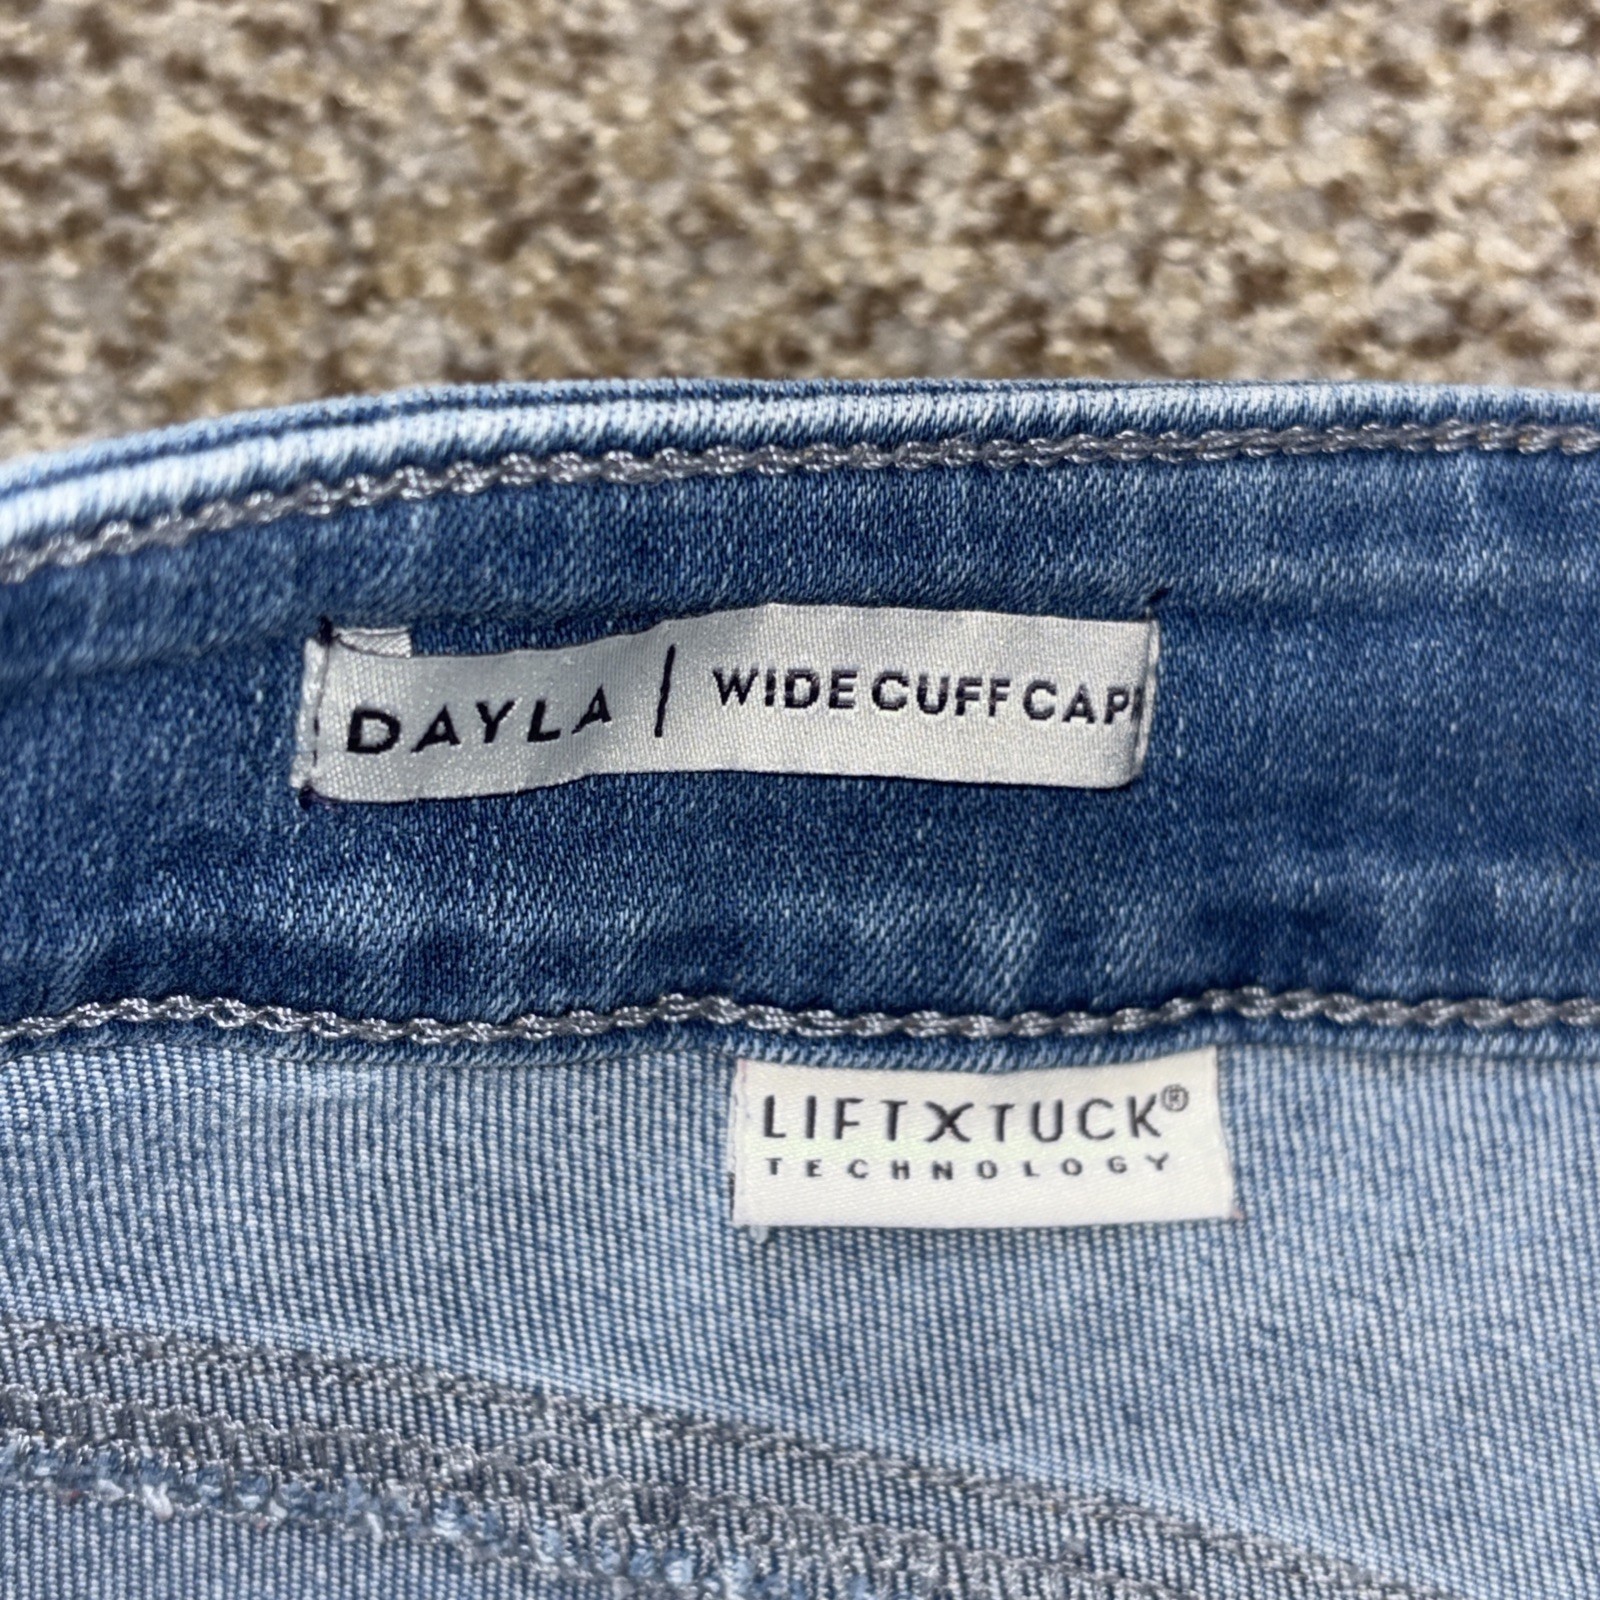 DAYLA | WIDE CUFF CAP
LIFTXTUCK®
TECHNOLOGY